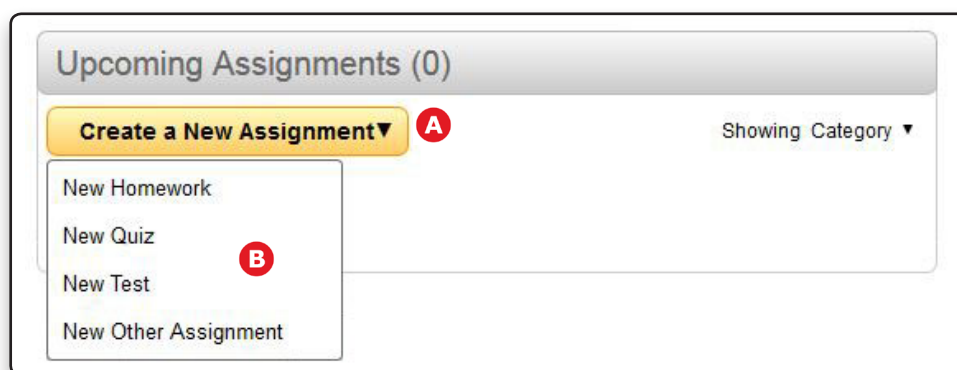 Upcoming Assignments (0)
Create a New Assignment▼ A
Showing Category ▼
New Homework
New Quiz
B
New Test
New Other Assignment